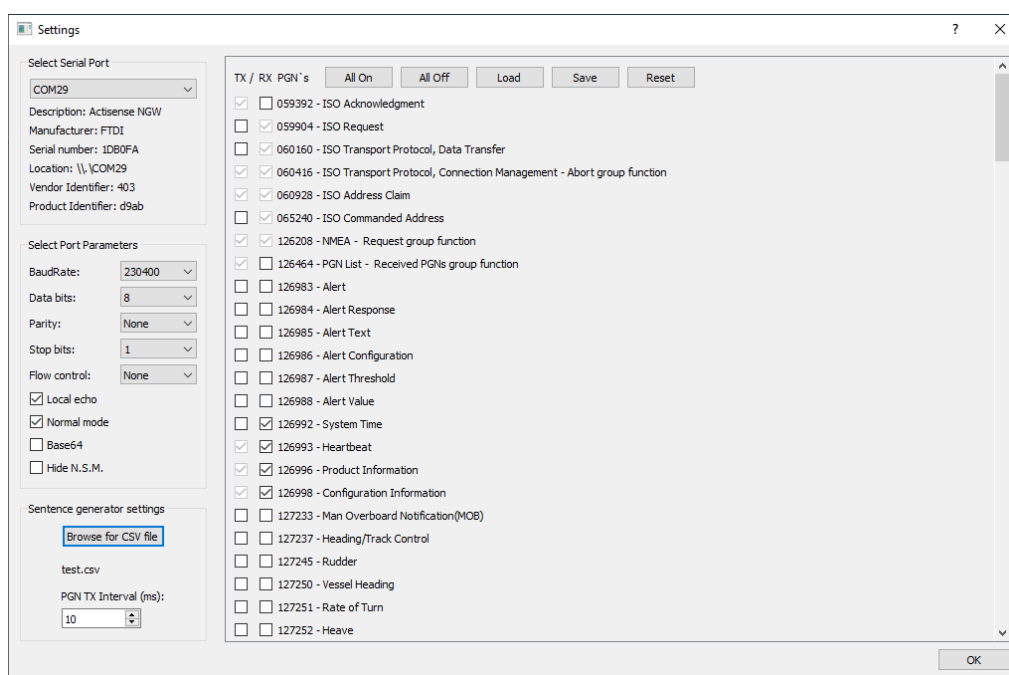 Settings
?
Select Serial Port
COM29
Description: Actisense NGW
Manufacturer: FTDI
Serial number: 1DB0FA
Location: \\.\COM29
Vendor Identifier: 403
Product Identifier: d9ab
Select Port Parameters
BaudRate: 230400
Data bits: 8
Parity: None
Stop bits: 1
Flow control: None
Local echo
Normal mode
Base64
Hide N.S.M.
Sentence generator settings
Browse for CSV file
test.csv
PGN TX Interval (ms):
10
TX / RX PGN`s All On All Off Load Save Reset
059392 - ISO Acknowledgment
059904 - ISO Request
060160 - ISO Transport Protocol, Data Transfer
060416 - ISO Transport Protocol, Connection Management - Abort group function
060928 - ISO Address Claim
065240 - ISO Commanded Address
126208 - NMEA - Request group function
126464 - PGN List - Received PGNs group function
126983 - Alert
126984 - Alert Response
126985 - Alert Text
126986 - Alert Configuration
126987 - Alert Threshold
126988 - Alert Value
126992 - System Time
126993 - Heartbeat
126996 - Product Information
126998 - Configuration Information
127233 - Man Overboard Notification(MOB)
127237 - Heading/Track Control
127245 - Rudder
127250 - Vessel Heading
127251 - Rate of Turn
127252 - Heave
OK